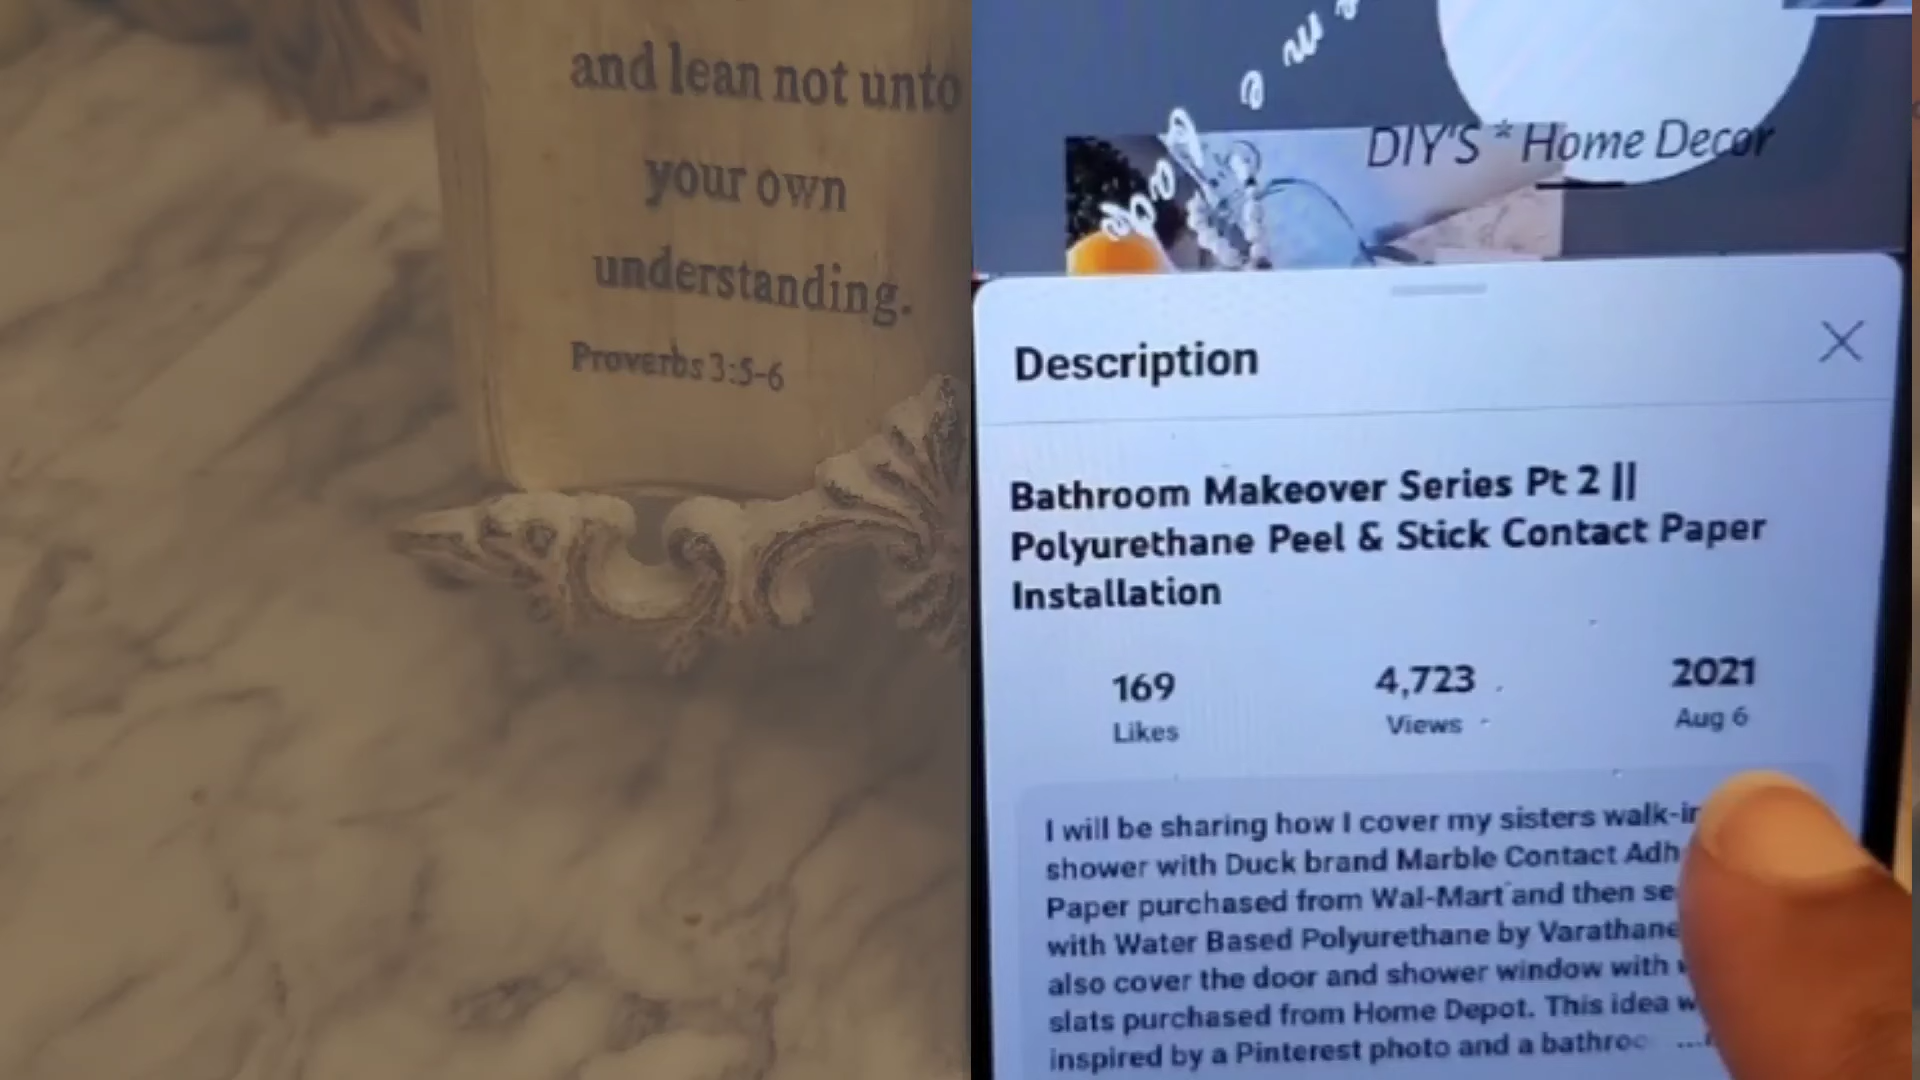 and lean not unto
your own
understanding.
Proverbs 3:5-6
DIY'S * Home Decor
Description
Bathroom Makeover Series Pt 2 ||
Polyurethane Peel & Stick Contact Paper
Installation
169
Likes
4,723
Views
2021
Aug 6
I will be sharing how I cover my sisters
shower with Duck brand Marble Contact
Paper purchased from Wal-Mart and then
with Water Based Polyurethane by Varathane
also cover the door and shower window with
slats purchased from Home Depot. This idea
inspired by a Pinterest photo and a